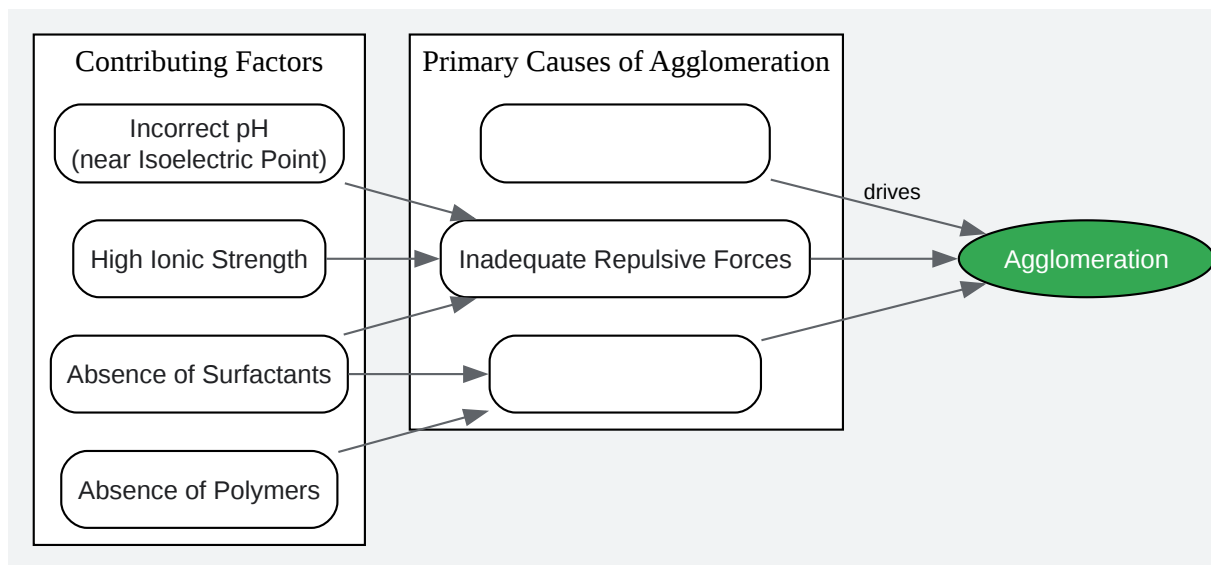 Contributing Factors
Primary Causes of Agglomeration
Incorrect pH
(near Isoelectric Point)
drives
High Ionic Strength
Inadequate Repulsive Forces
Agglomeration
Absence of Surfactants
Absence of Polymers